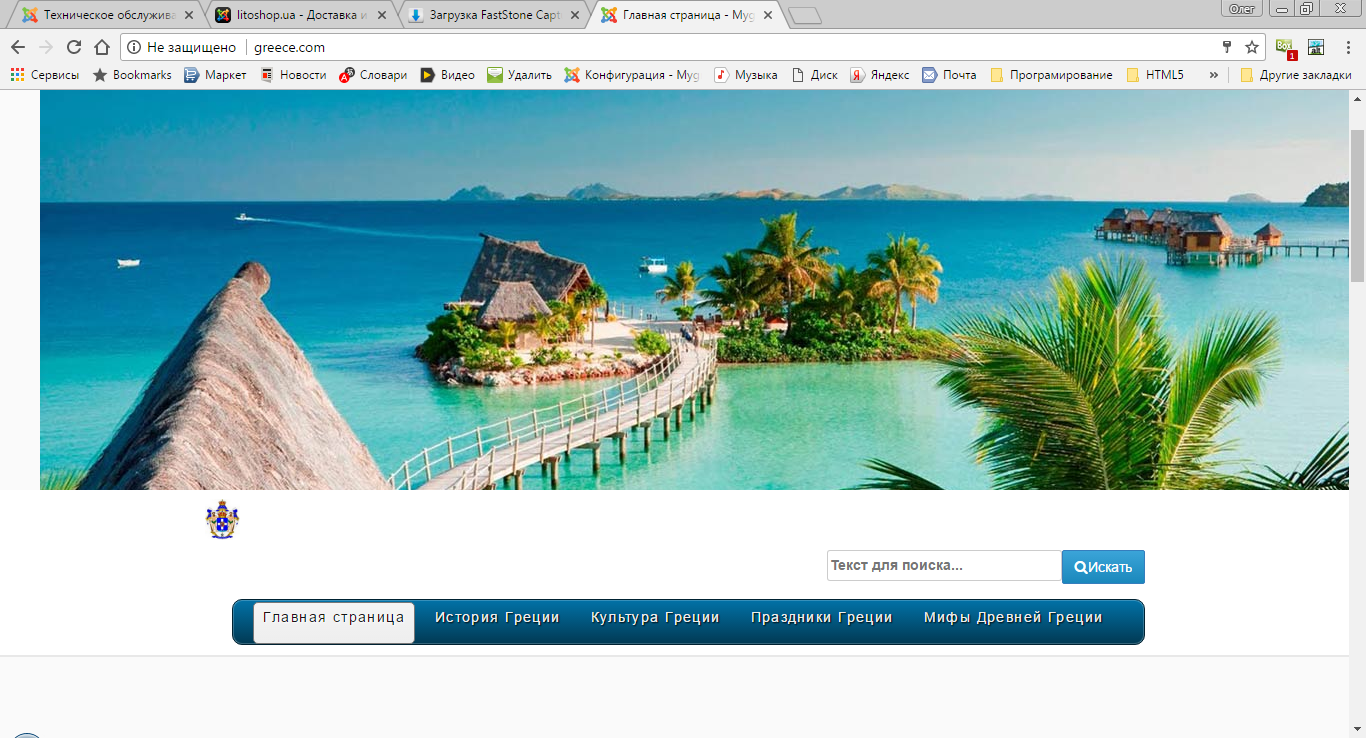 Техническое обслужива litoshop.ua - Доставка и Загрузка FastStone Capt Главная страница - Myg Олег
Не защищено greece.com
Сервисы Bookmarks Маркет Новости Словари Видео Удалить Конфигурация - Myg Музыка Диск Яндекс Почта Програмирование HTML5 » Другие закладки
Текст для поиска... Искать
Главная страница История Греции Культура Греции Праздники Греции Мифы Древней Греции